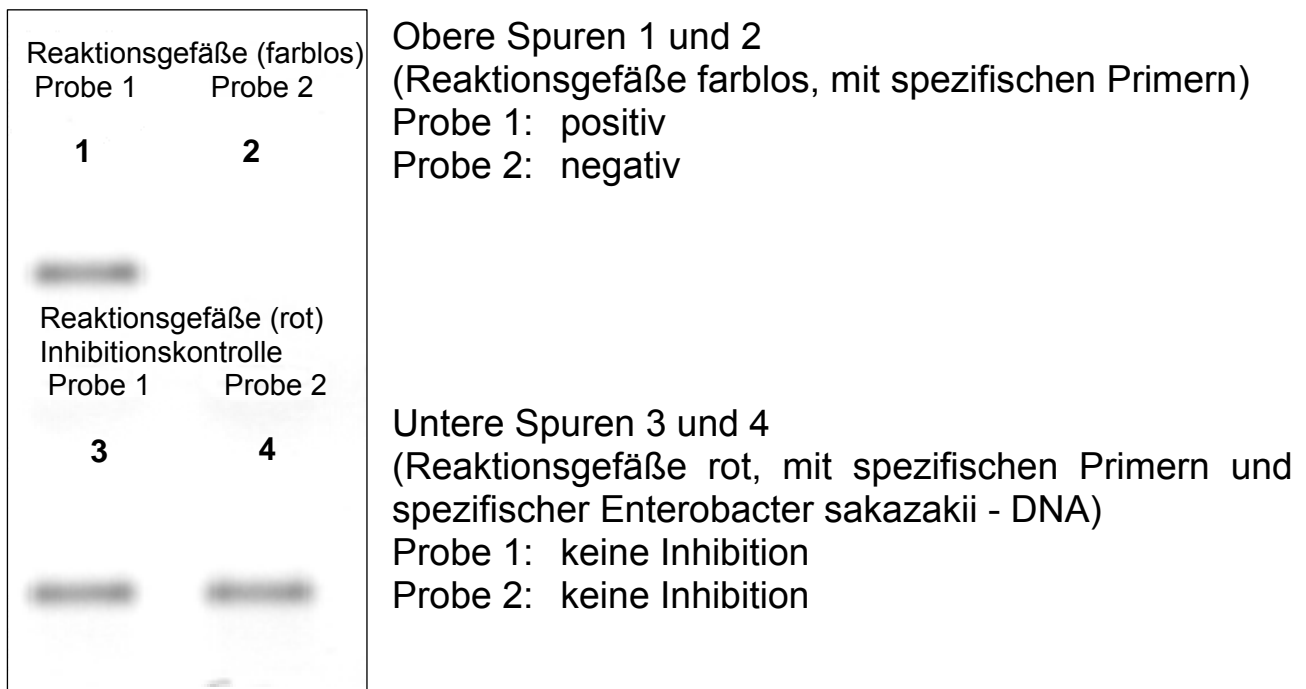 Reaktionsgefäße (farblos)
Probe 1 Probe 2
1 2
Reaktionsgefäße (rot)
Inhibitionskontrolle
Probe 1 Probe 2
3 4
Obere Spuren 1 und 2
(Reaktionsgefäße farblos, mit spezifischen Primern)
Probe 1: positiv
Probe 2: negativ
Untere Spuren 3 und 4
(Reaktionsgefäße rot, mit spezifischen Primern und
spezifischer Enterobacter sakazakii - DNA)
Probe 1: keine Inhibition
Probe 2: keine Inhibition